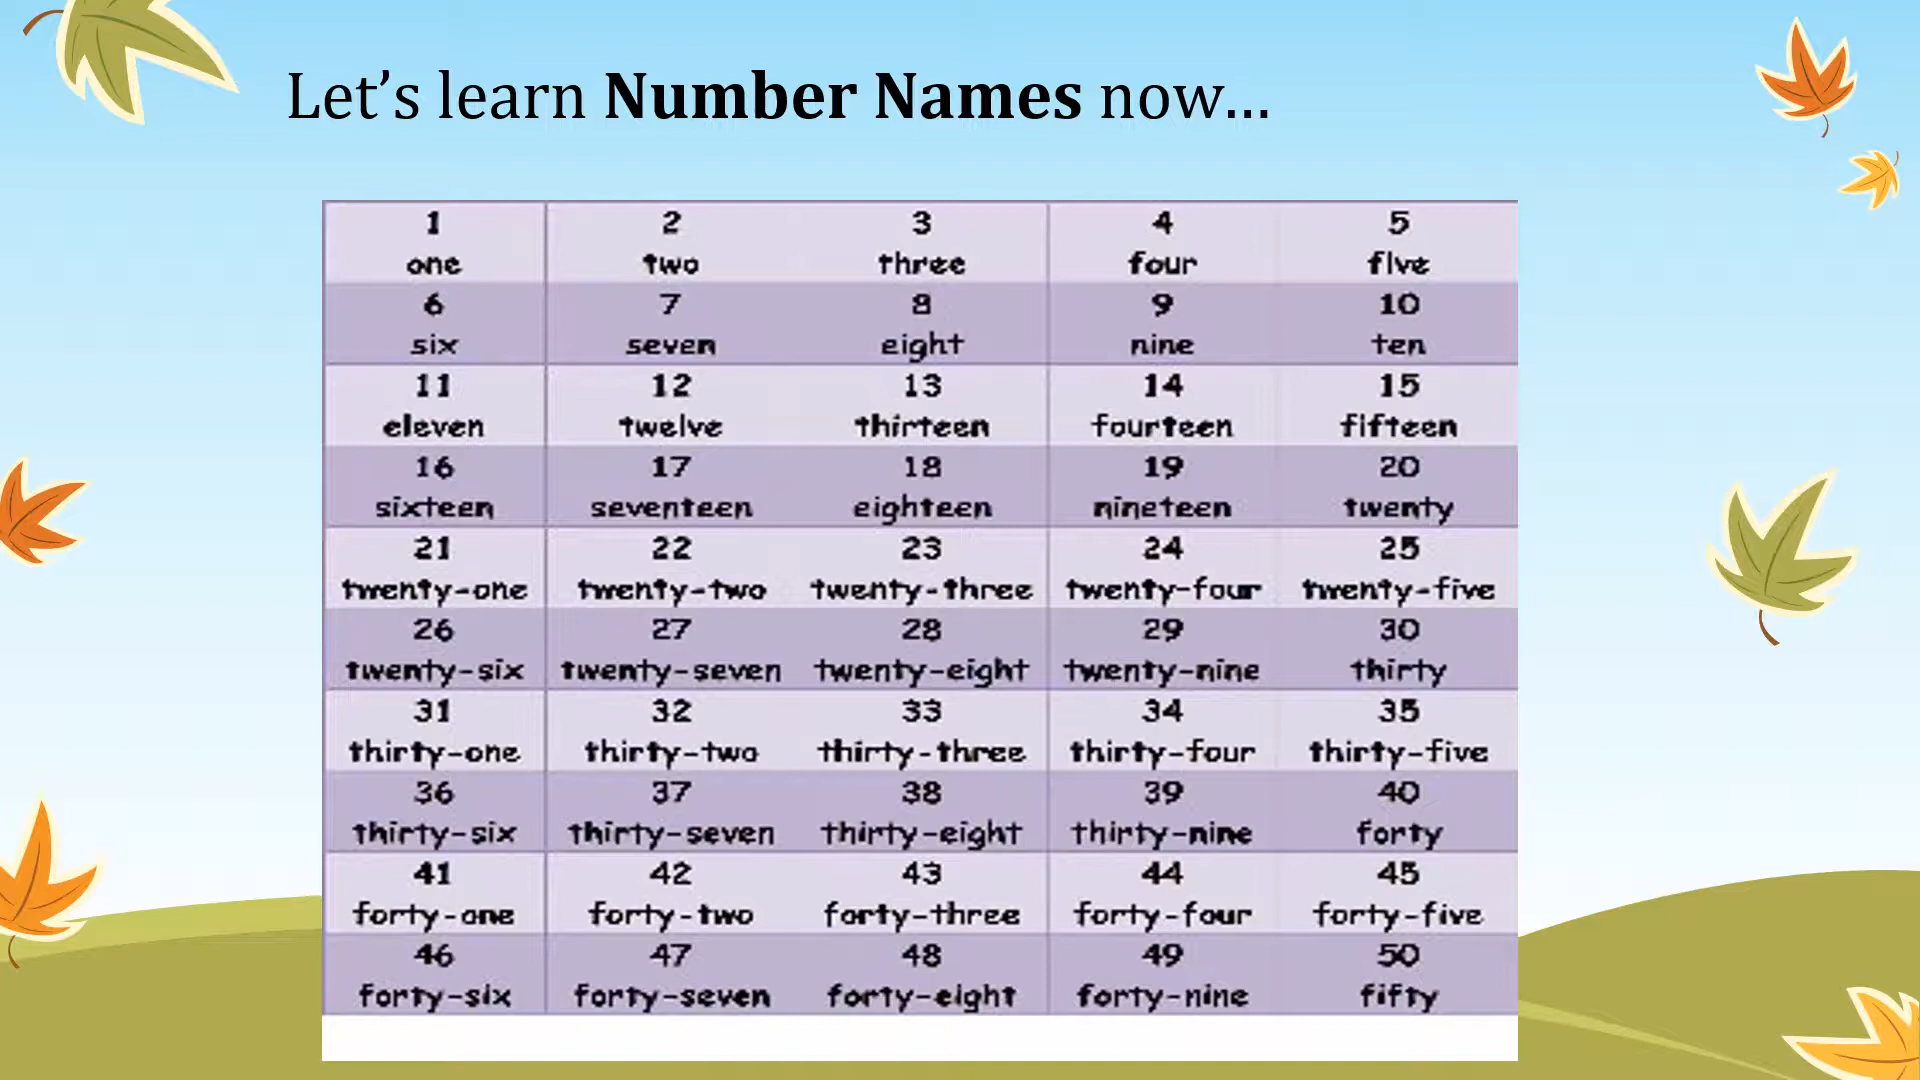 Let’s learn Number Names now...
1 2 3 4 5
one two three four five
6 7 8 9 10
six seven eight nine ten
11 12 13 14 15
eleven twelve thirteen fourteen fifteen
16 17 18 19 20
sixteen seventeen eighteen nineteen twenty
21 22 23 24 25
twenty-one twenty-two twenty-three twenty-four twenty-five
26 27 28 29 30
twenty-six twenty-seven twenty-eight twenty-nine thirty
31 32 33 34 35
thirty-one thirty-two thirty-three thirty-four thirty-five
36 37 38 39 40
thirty-six thirty-seven thirty-eight thirty-nine forty
41 42 43 44 45
forty-one forty-two forty-three forty-four forty-five
46 47 48 49 50
forty-six forty-seven forty-eight forty-nine fifty